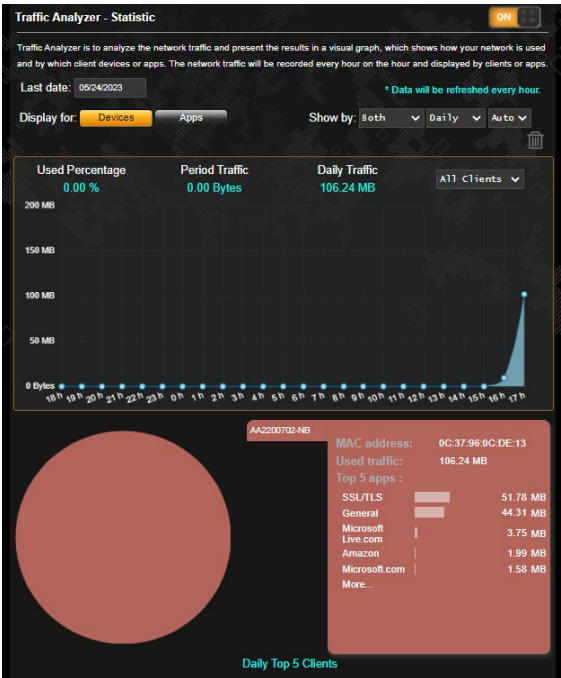 Traffic Analyzer - Statistic
ON
Traffic Analyzer is to analyze the network traffic and present the results in a visual graph, which shows how your network is used
and by which client devices or apps. The network traffic will be recorded every hour on the hour and displayed by clients or apps.
Last date: 05/24/2023
* Data will be refreshed every hour.
Display for: Devices Apps Show by: Both Daily Auto
Used Percentage Period Traffic Daily Traffic
All Clients
0.00 % 0.00 Bytes 106.24 MB
200 MB
150 MB
100 MB
50 MB
0 Bytes
18 h 19 h 20 h 21 h 22 h 23 h 0 h 1 h 2 h 3 h 4 h 5 h 6 h 7 h 8 h 9 h 10 h 11 h 12 h 13 h 14 h 15 h 16 h 17 h
AA2200702-NB
MAC address: 0C:37:96:0C:DE:13
Used traffic: 106.24 MB
Top 5 apps :
SSL/TLS 51.78 MB
General 44.31 MB
Microsoft
Live.com 3.75 MB
Amazon 1.99 MB
Microsoft.com 1.58 MB
More...
Daily Top 5 Clients